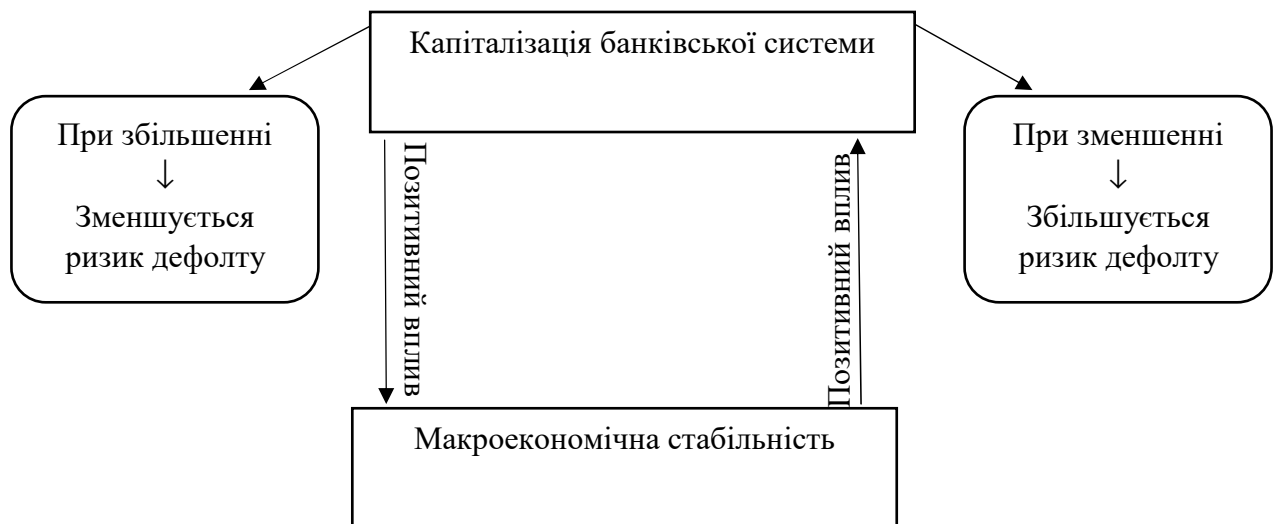 Капіталізація банківської системи
При збільшенні
↓
Зменшується
ризик дефолту
Позитивний вплив
Позитивний вплив
При зменшенні
↓
Збільшується
ризик дефолту
Макроекономічна стабільність